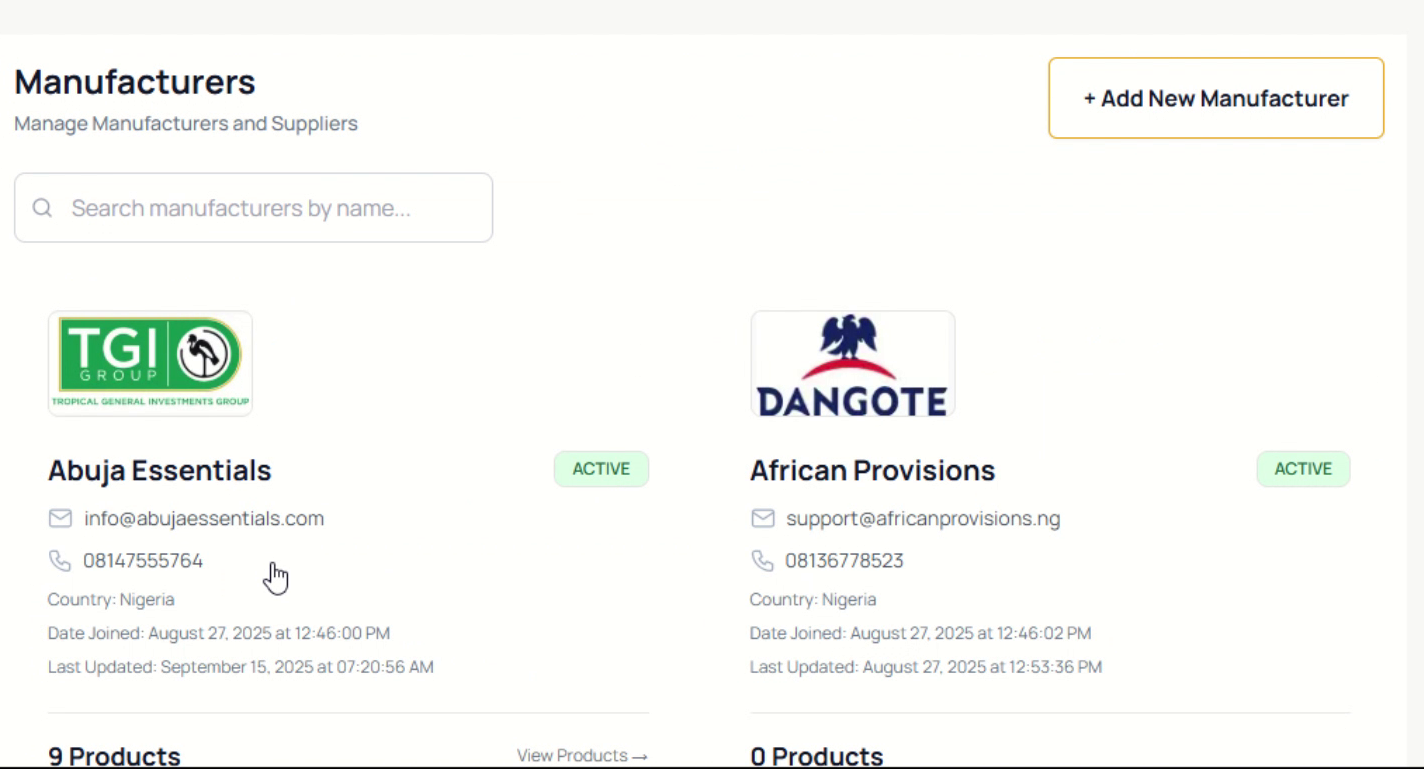 Manufacturers
Manage Manufacturers and Suppliers
+ Add New Manufacturer
Search manufacturers by name...
TGI
GROUP
TROPICAL GENERAL INVESTMENTS GROUP
DANGOTE
Abuja Essentials
ACTIVE
info@abujaessentials.com
08147555764
Country: Nigeria
Date Joined: August 27, 2025 at 12:46:00 PM
Last Updated: September 15, 2025 at 07:20:56 AM
9 Products
View Products →
African Provisions
ACTIVE
support@africanprovisions.ng
08136778523
Country: Nigeria
Date Joined: August 27, 2025 at 12:46:02 PM
Last Updated: August 27, 2025 at 12:53:36 PM
0 Products